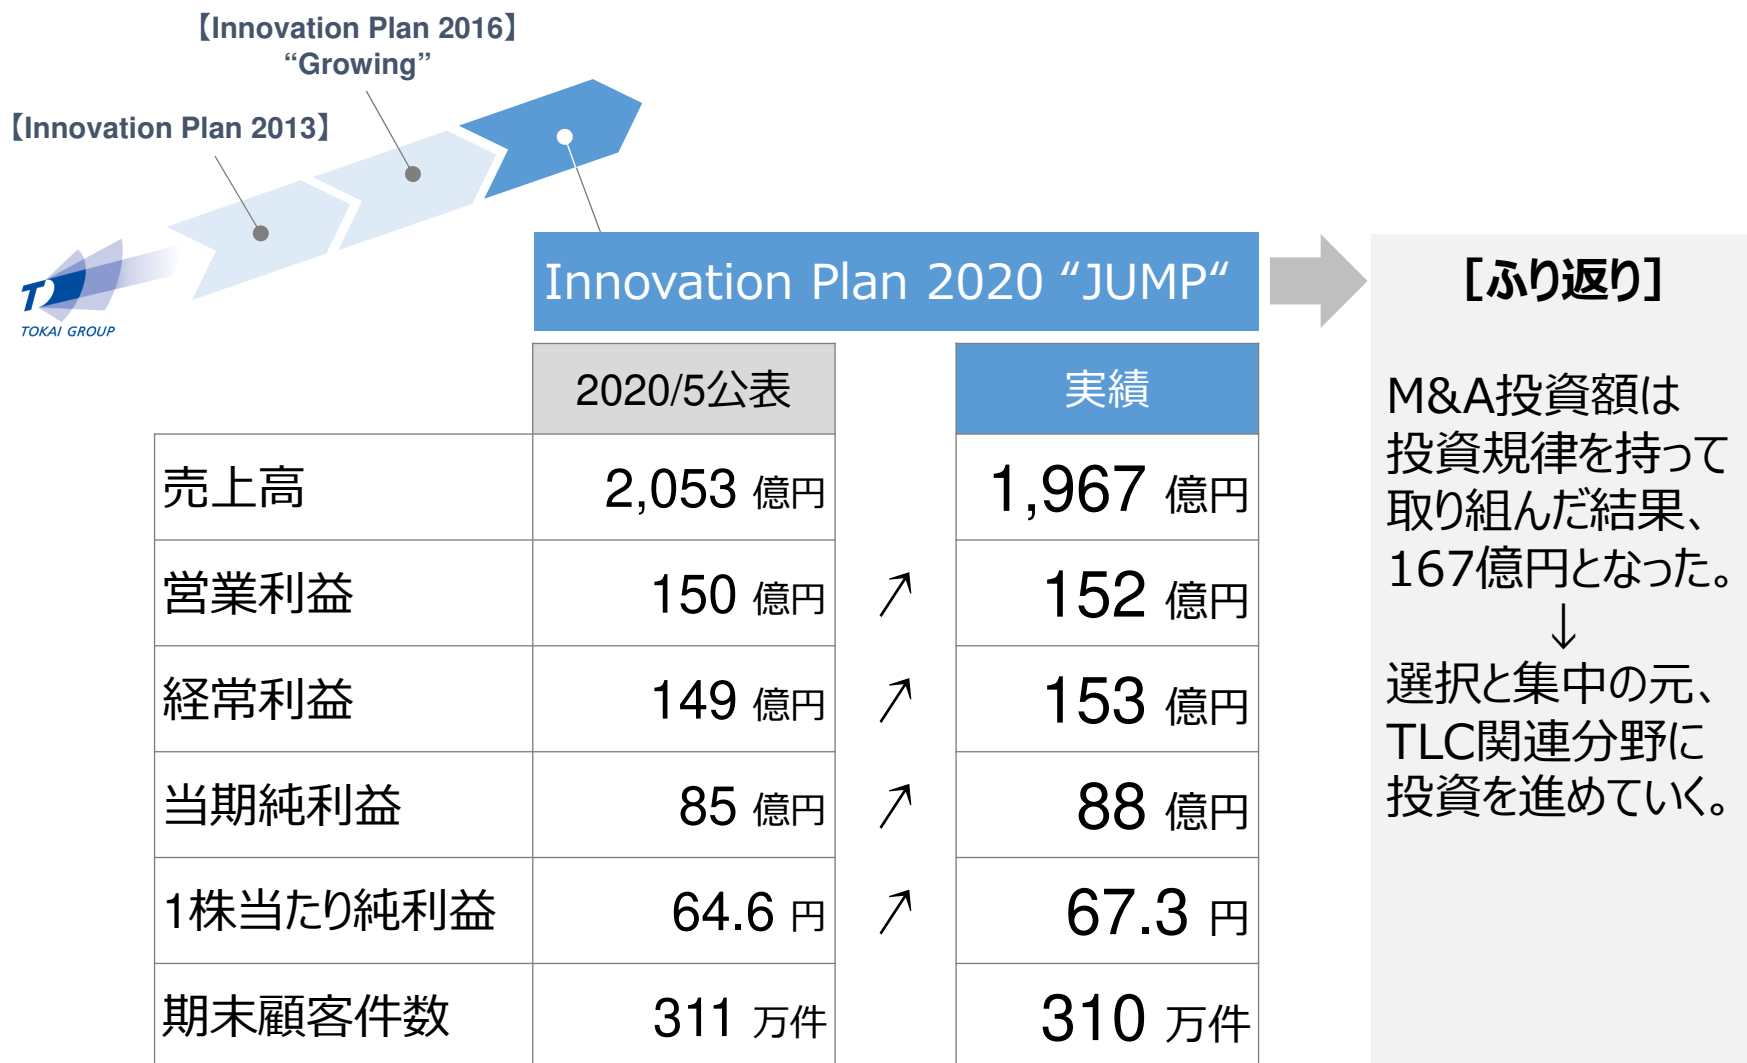 【Innovation Plan 2016】
“Growing”
【Innovation Plan 2013】
TOKAI GROUP
Innovation Plan 2020 “JUMP“
2020/5公表 実績
売上高 2,053 億円 1,967 億円
営業利益 150 億円 ↗ 152 億円
経常利益 149 億円 ↗ 153 億円
当期純利益 85 億円 ↗ 88 億円
1株当たり純利益 64.6 円 ↗ 67.3 円
期末顧客件数 311 万件 310 万件
[ふり返り]
M&A投資額は
投資規律を持って
取り組んだ結果、
167億円となった。
↓
選択と集中の元、
TLC関連分野に
投資を進めていく。